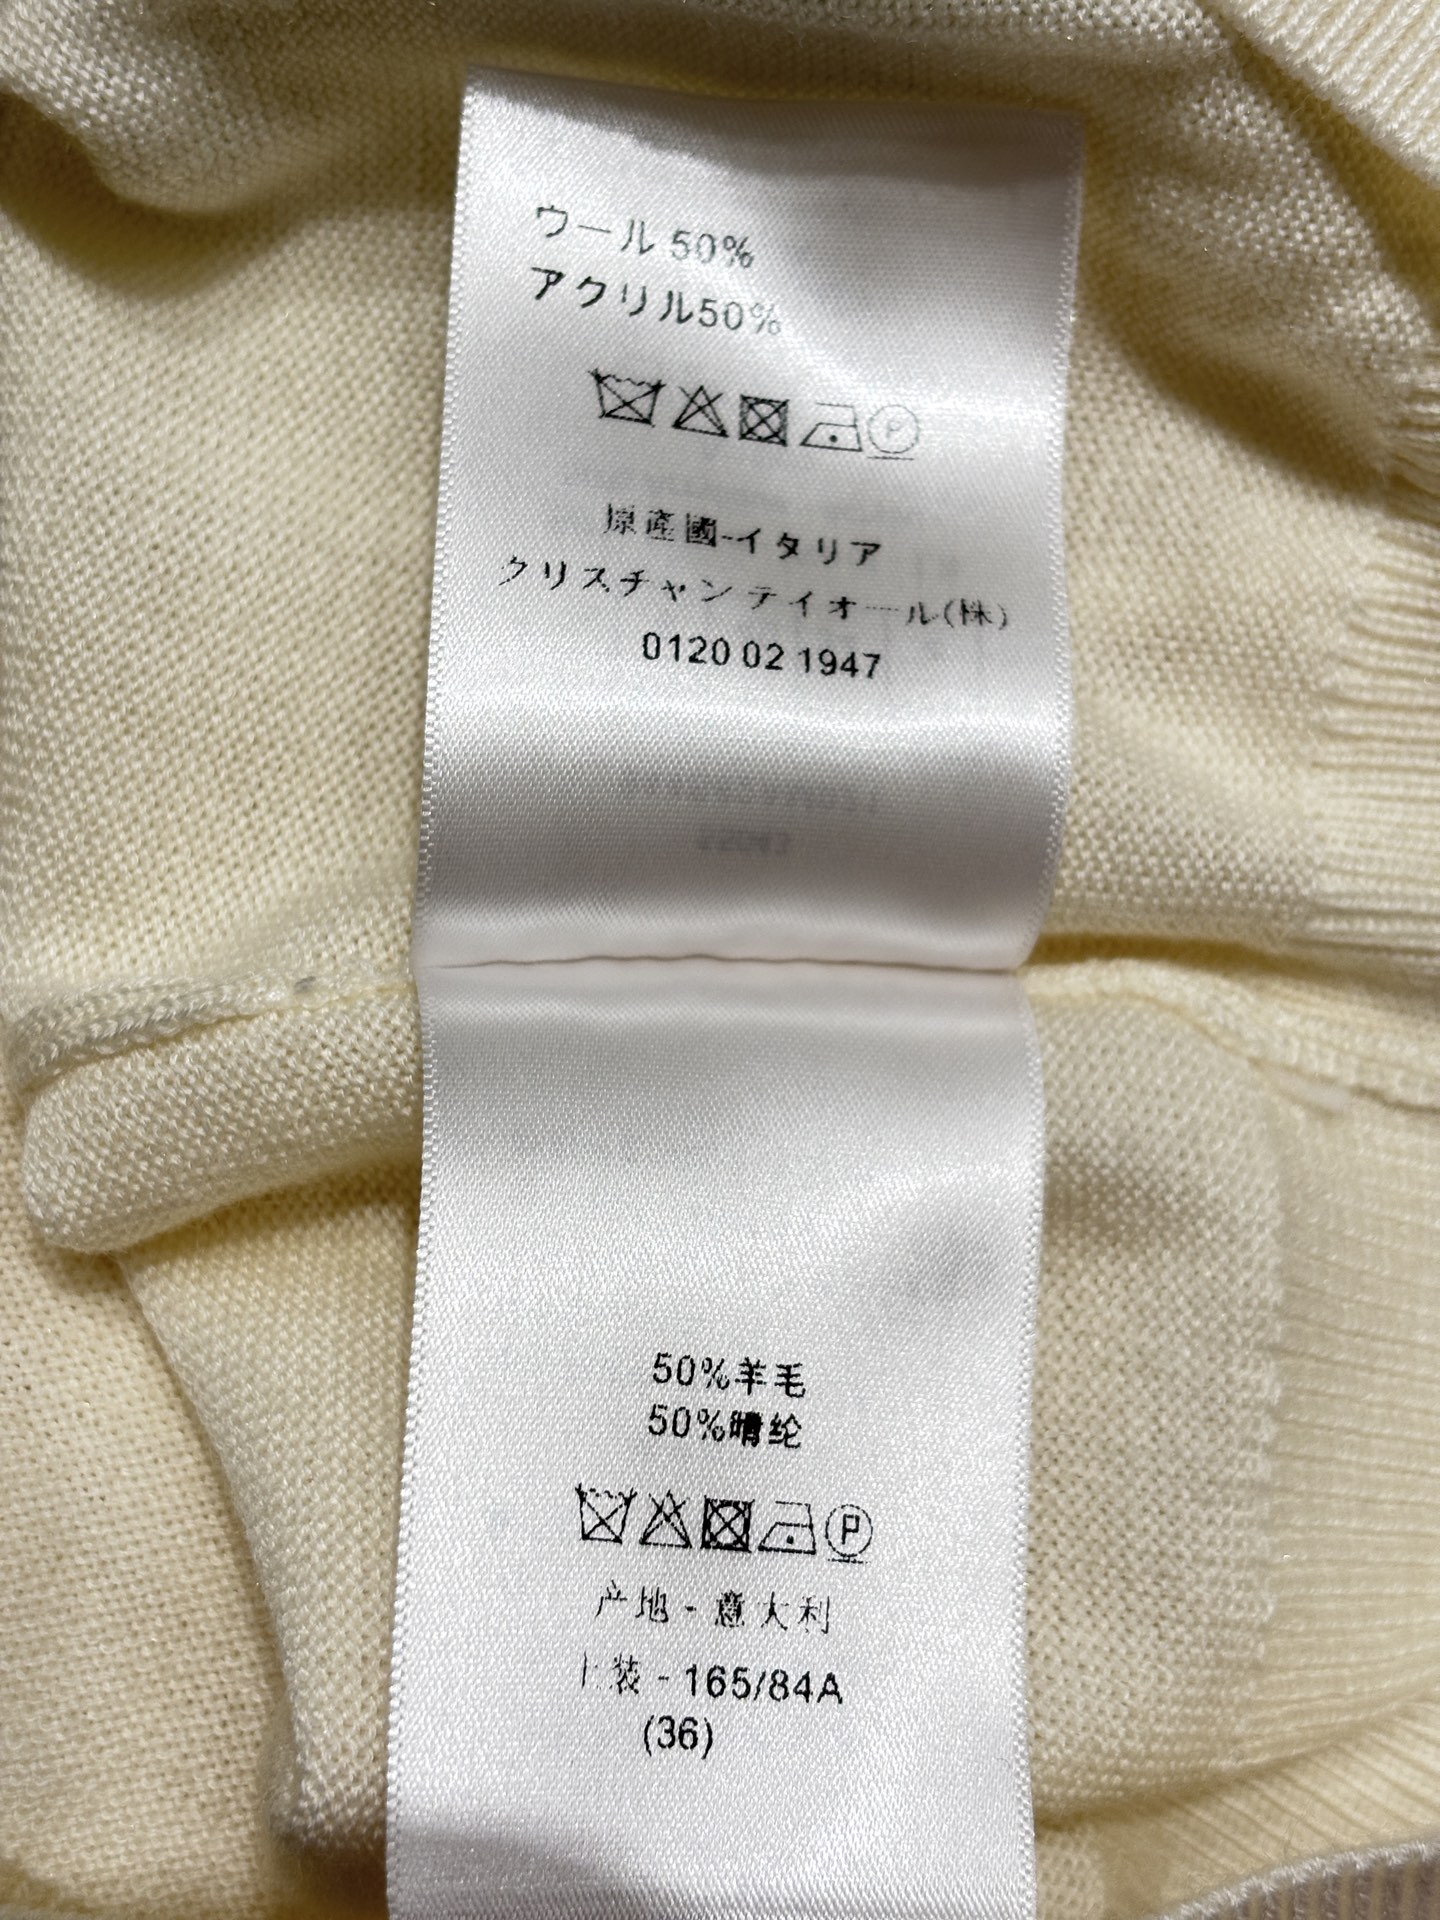 ウール 50%
アクリル50%
P
原産國-イタリア
クリスチャン ディオール(株)
0120 02 1947
50%羊毛
50%晴纶
P
产地 - 意大利
上装 - 165/84A
(36)